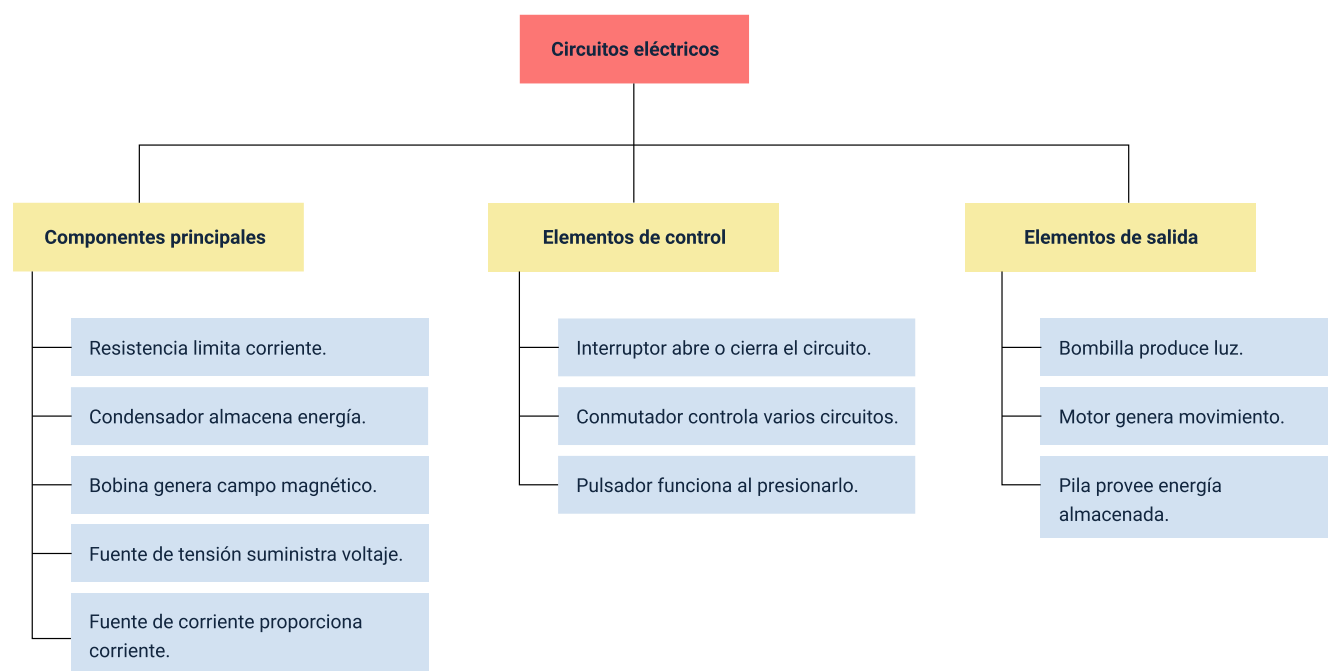 Circuitos eléctricos
Componentes principales
Resistencia limita corriente.
Condensador almacena energía.
Bobina genera campo magnético.
Fuente de tensión suministra voltaje.
Fuente de corriente proporciona
corriente.
Elementos de control
Interruptor abre o cierra el circuito.
Conmutador controla varios circuitos.
Pulsador funciona al presionarlo.
Elementos de salida
Bombilla produce luz.
Motor genera movimiento.
Pila provee energía
almacenada.